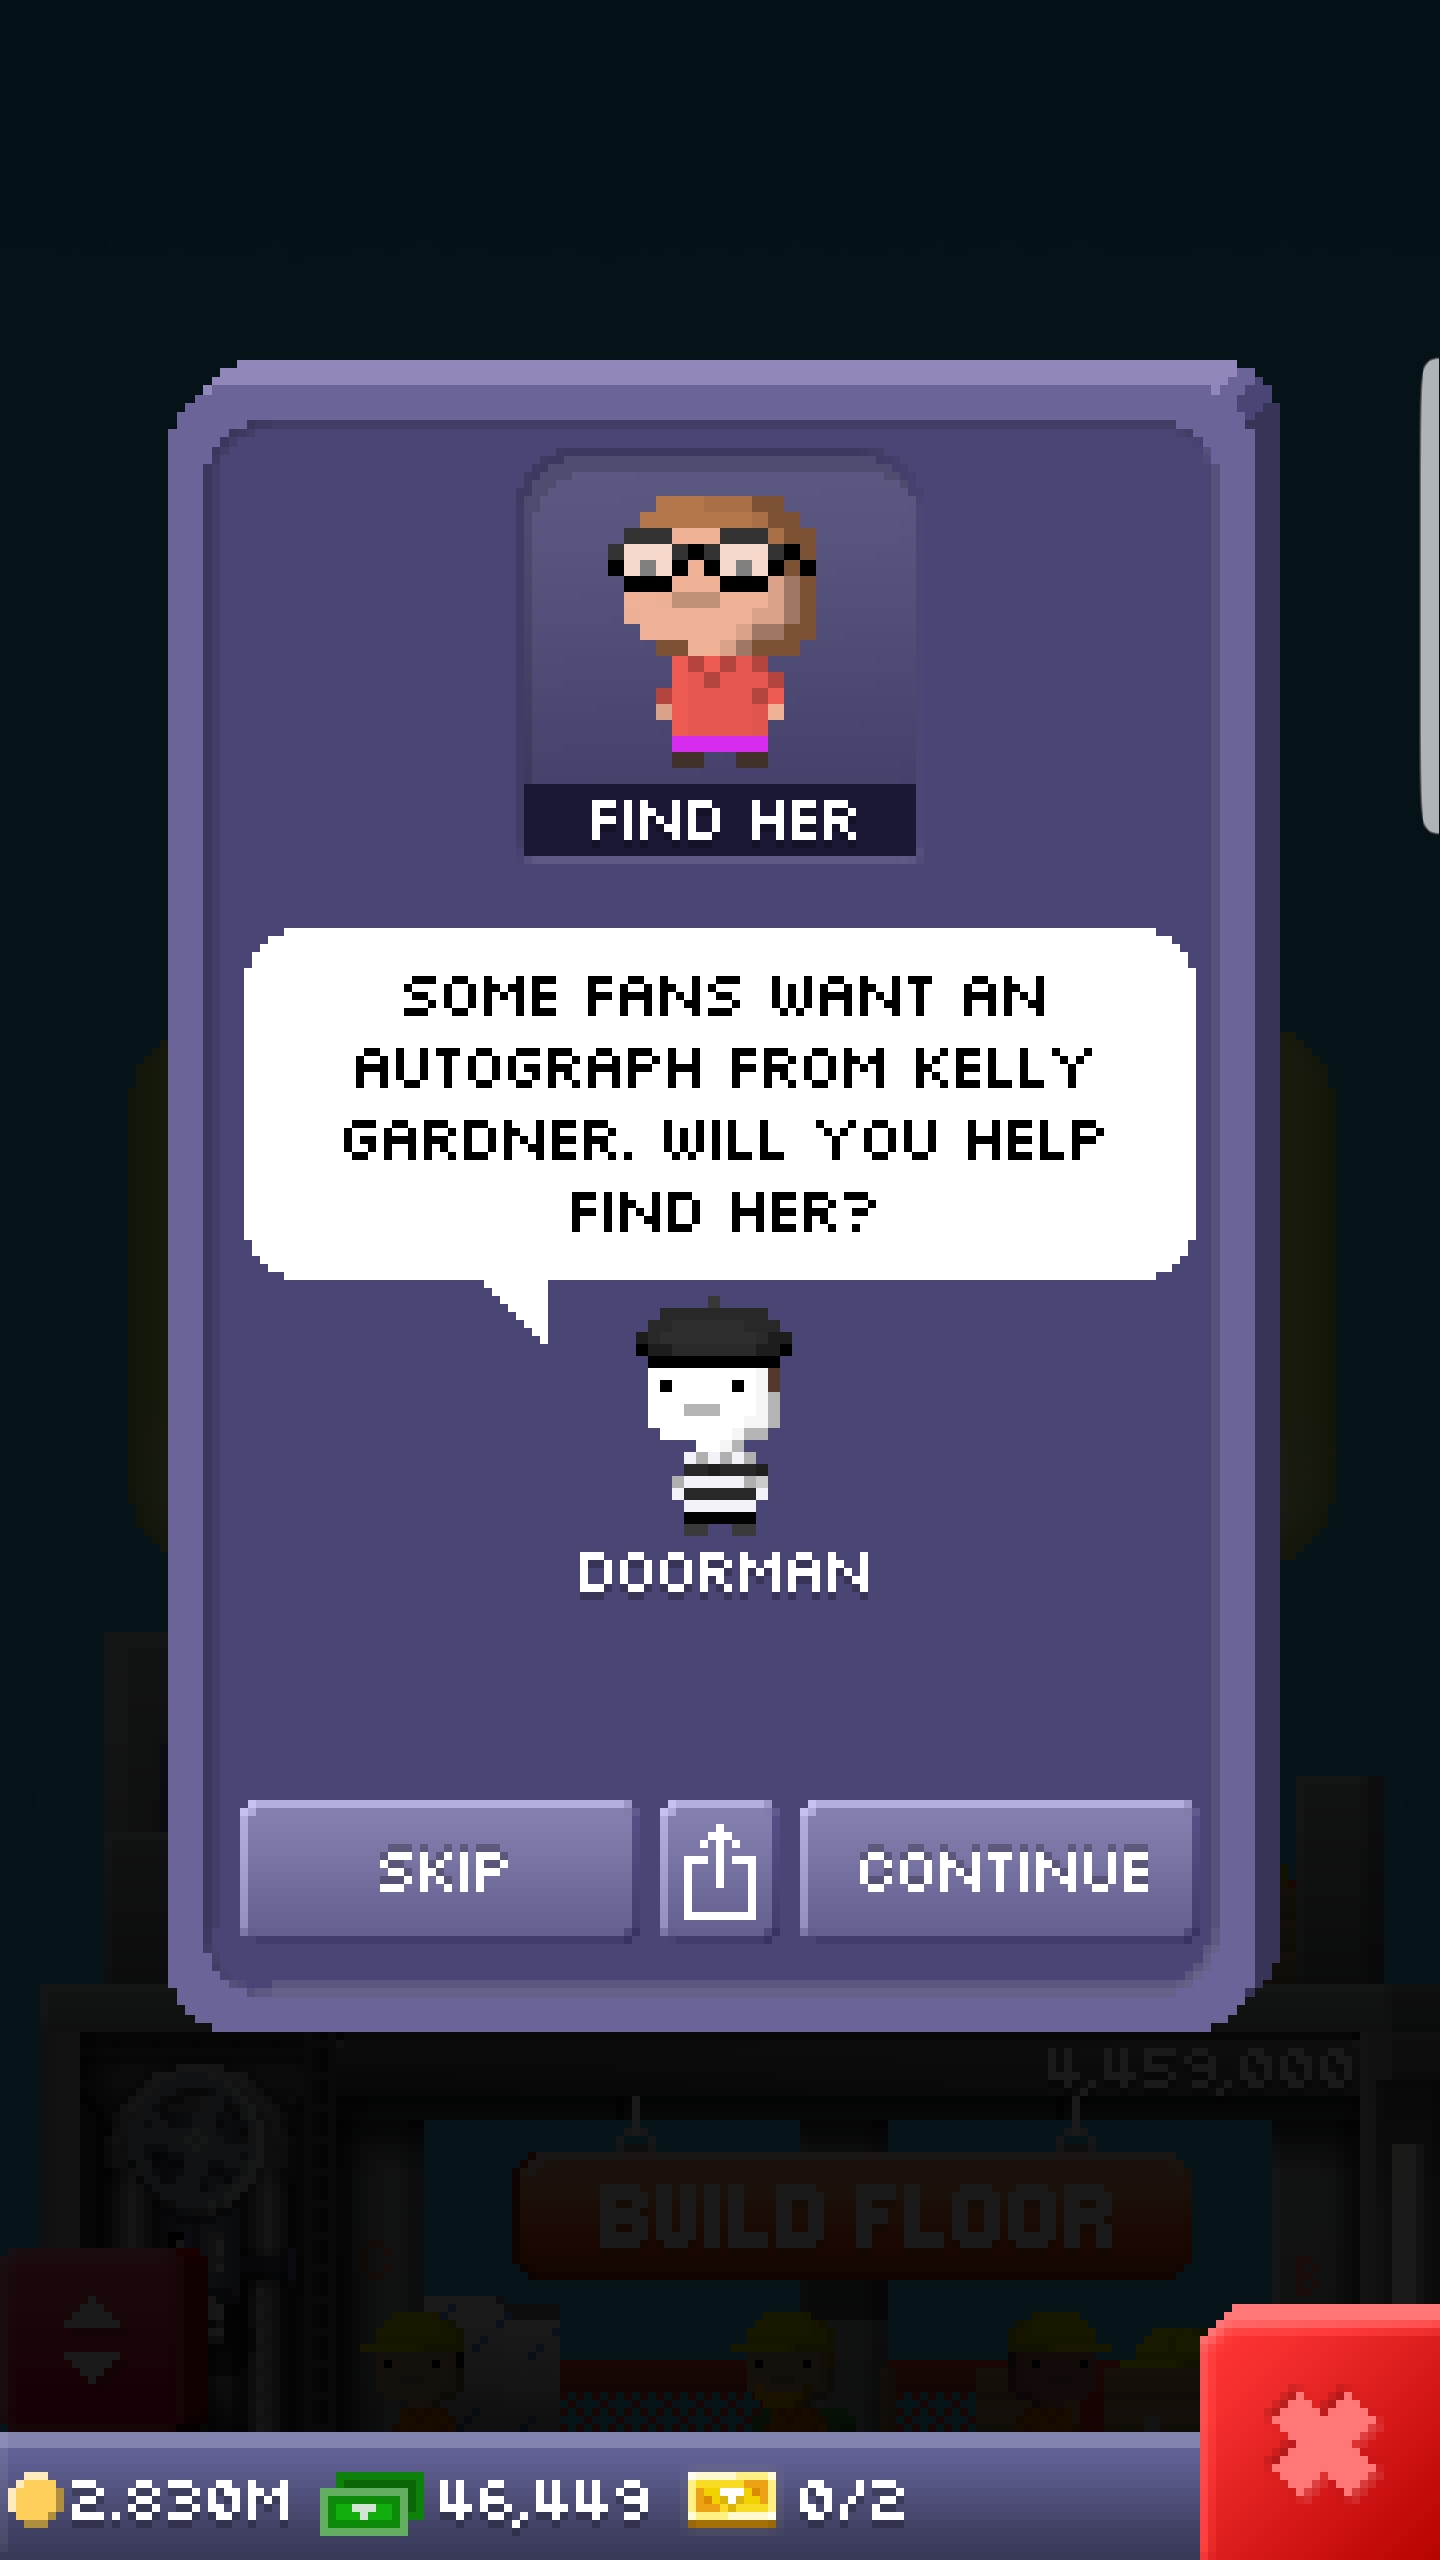 FIND HER
SOME FANS WANT AN
AUTOGRAPH FROM KELLY
GARDNER. WILL YOU HELP
FIND HER?
DOORMAN
SKIP
CONTINUE
4,459,000
BUILD FLOOR
2.830M
46,449
0/2